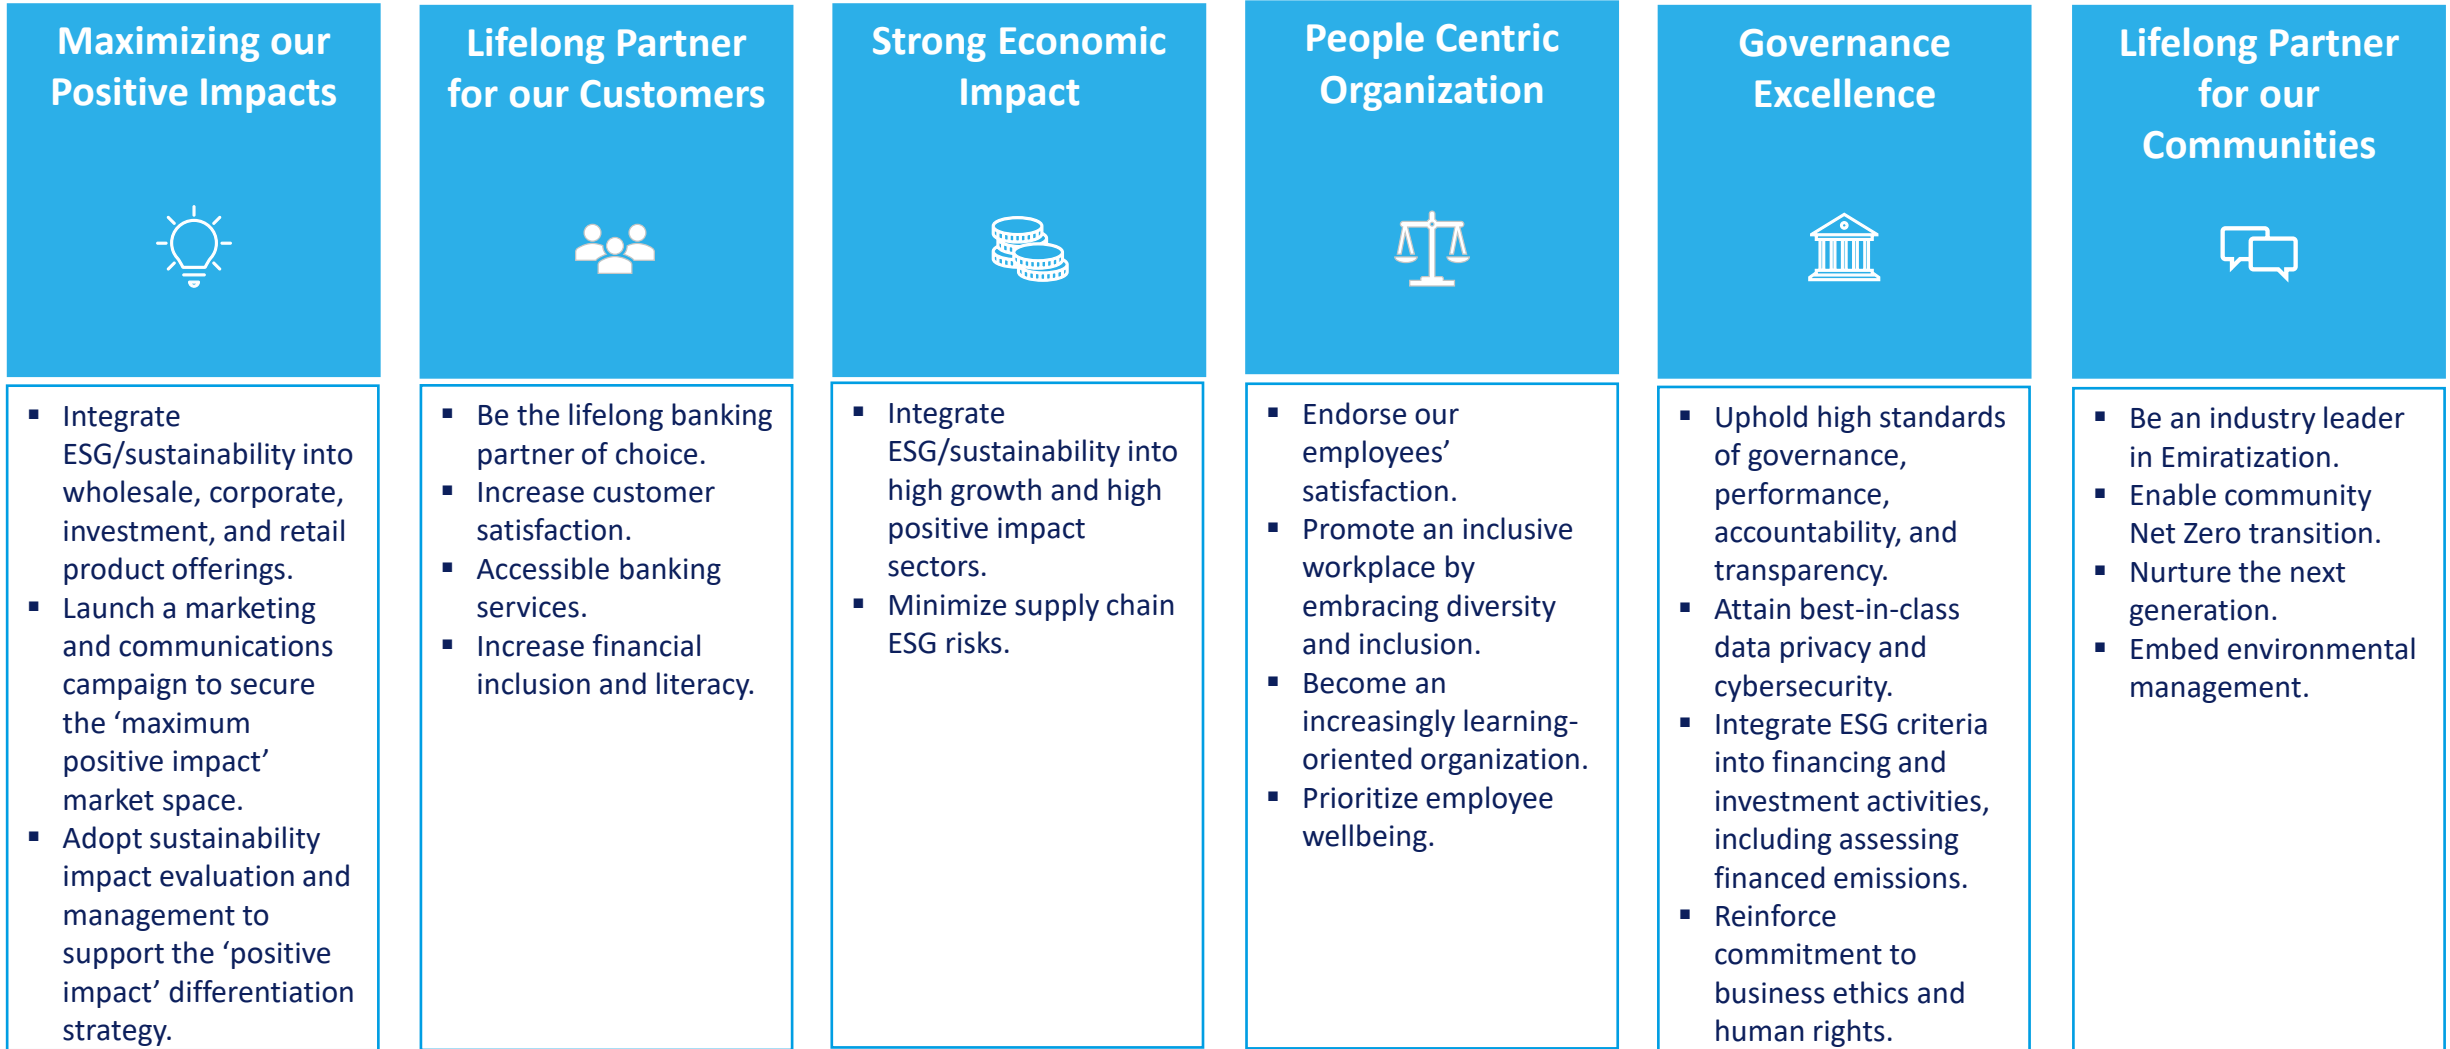 Maximizing our
Positive Impacts
▪ Integrate
ESG/sustainability into
wholesale, corporate,
investment, and retail
product offerings.
▪ Launch a marketing
and communications
campaign to secure
the ‘maximum
positive impact’
market space.
▪ Adopt sustainability
impact evaluation and
management to
support the ‘positive
impact’ differentiation
strategy.
Lifelong Partner
for our Customers
▪ Be the lifelong banking
partner of choice.
▪ Increase customer
satisfaction.
▪ Accessible banking
services.
▪ Increase financial
inclusion and literacy.
Strong Economic
Impact
▪ Integrate
ESG/sustainability into
high growth and high
positive impact
sectors.
▪ Minimize supply chain
ESG risks.
People Centric
Organization
▪ Endorse our
employees’
satisfaction.
▪ Promote an inclusive
workplace by
embracing diversity
and inclusion.
▪ Become an
increasingly learning-
oriented organization.
▪ Prioritize employee
wellbeing.
Governance
Excellence
▪ Uphold high standards
of governance,
performance,
accountability, and
transparency.
▪ Attain best-in-class
data privacy and
cybersecurity.
▪ Integrate ESG criteria
into financing and
investment activities,
including assessing
financed emissions.
▪ Reinforce
commitment to
business ethics and
human rights.
Lifelong Partner
for our
Communities
▪ Be an industry leader
in Emiratization.
▪ Enable community
Net Zero transition.
▪ Nurture the next
generation.
▪ Embed environmental
management.